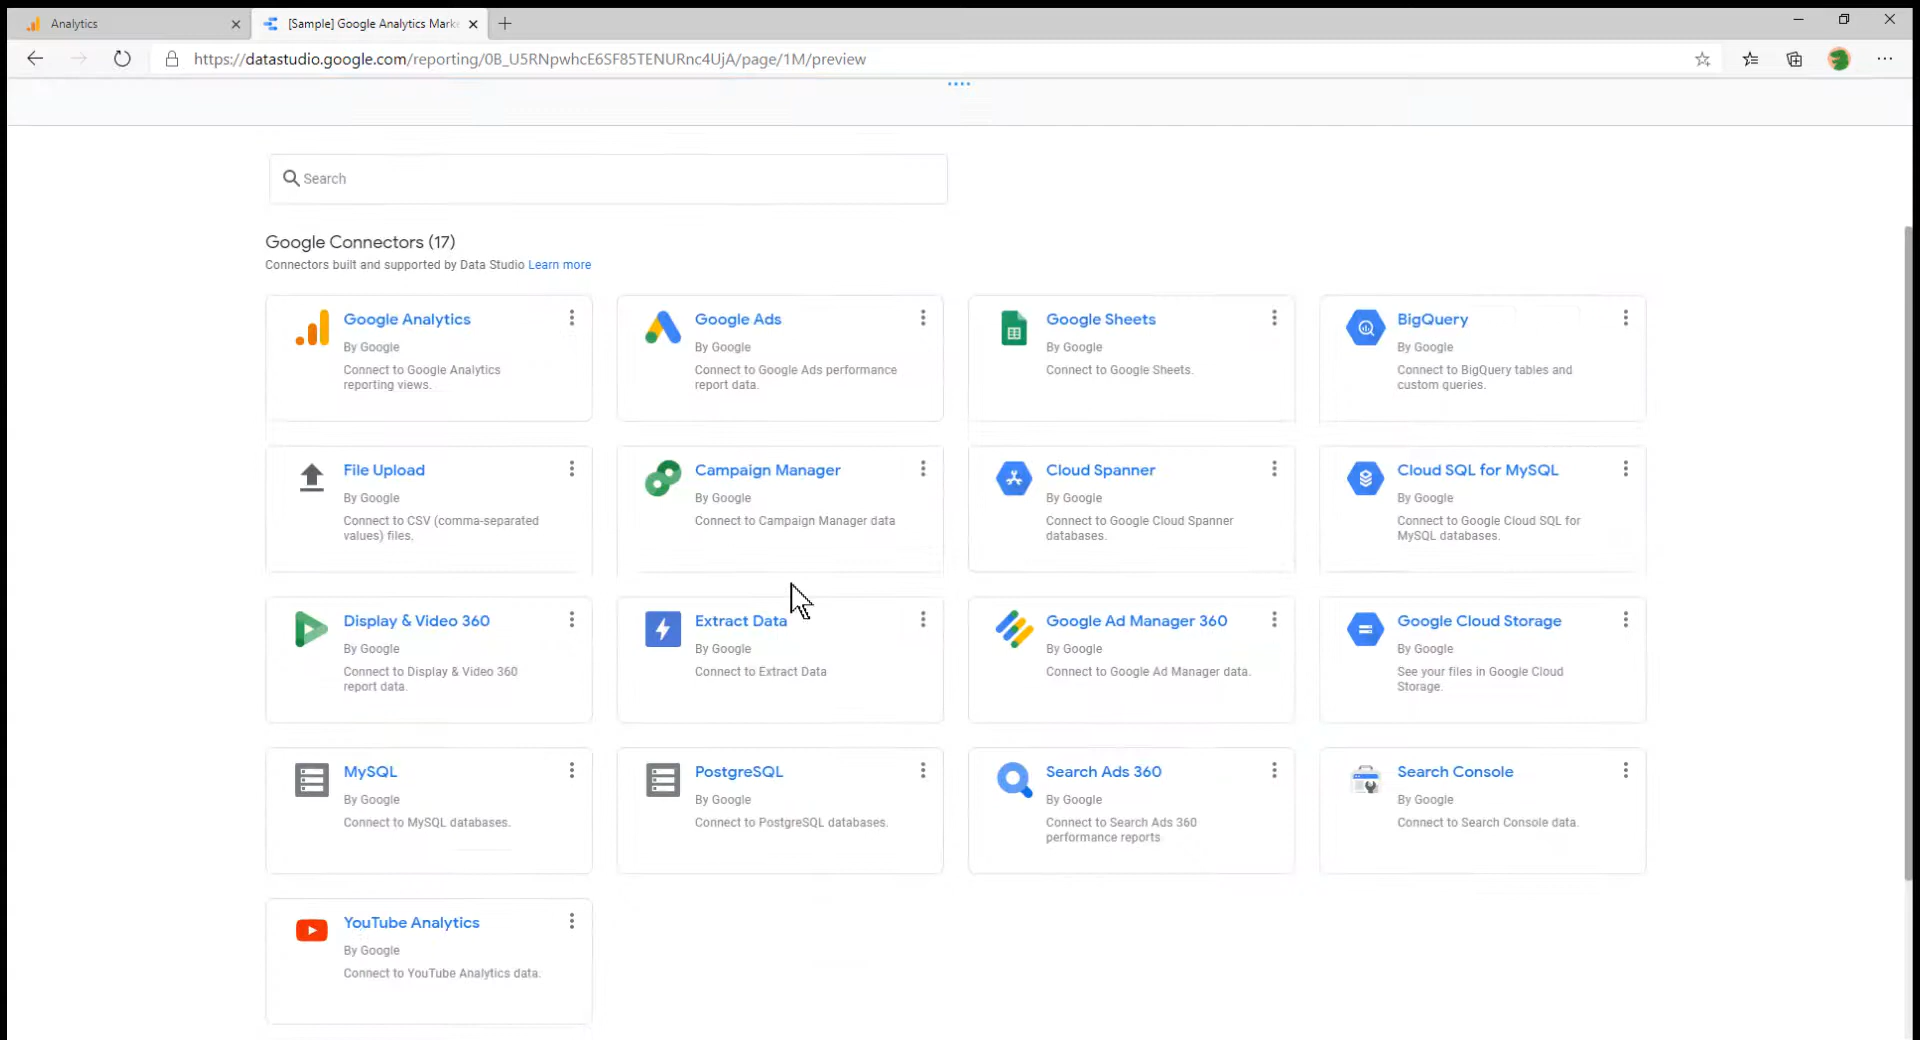 Analytics
[Sample] Google Analytics Marke
https://datastudio.google.com/reporting/0B_U5RNpwhcE6SF85TENURnc4UjA/page/1M/preview
Search
Google Connectors (17)
Connectors built and supported by Data Studio Learn more
Google Analytics
By Google
Connect to Google Analytics
reporting views.
Google Ads
By Google
Connect to Google Ads performance
report data.
Google Sheets
By Google
Connect to Google Sheets.
BigQuery
By Google
Connect to BigQuery tables and
custom queries.
File Upload
By Google
Connect to CSV (comma-separated
values) files.
Campaign Manager
By Google
Connect to Campaign Manager data
Cloud Spanner
By Google
Connect to Google Cloud Spanner
databases.
Cloud SQL for MySQL
By Google
Connect to Google Cloud SQL for
MySQL databases.
Display & Video 360
By Google
Connect to Display & Video 360
report data.
Extract Data
By Google
Connect to Extract Data
Google Ad Manager 360
By Google
Connect to Google Ad Manager data.
Google Cloud Storage
By Google
See your files in Google Cloud
Storage.
MySQL
By Google
Connect to MySQL databases.
PostgreSQL
By Google
Connect to PostgreSQL databases.
Search Ads 360
By Google
Connect to Search Ads 360
performance reports.
Search Console
By Google
Connect to Search Console data.
YouTube Analytics
By Google
Connect to YouTube Analytics data.